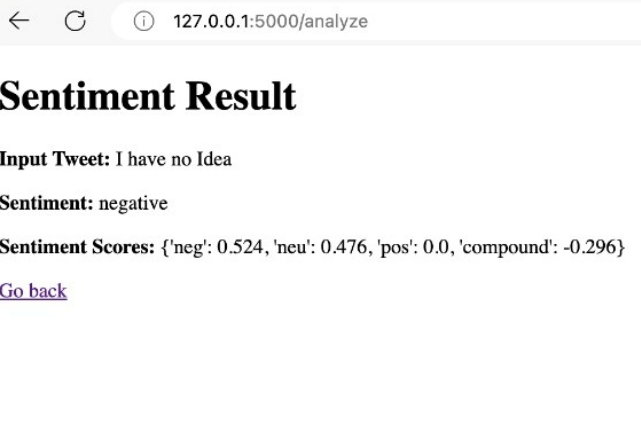 127.0.0.1:5000/analyze
Sentiment Result
Input Tweet: I have no Idea
Sentiment: negative
Sentiment Scores: {'neg': 0.524, 'neu': 0.476, 'pos': 0.0, 'compound': -0.296}
Go back